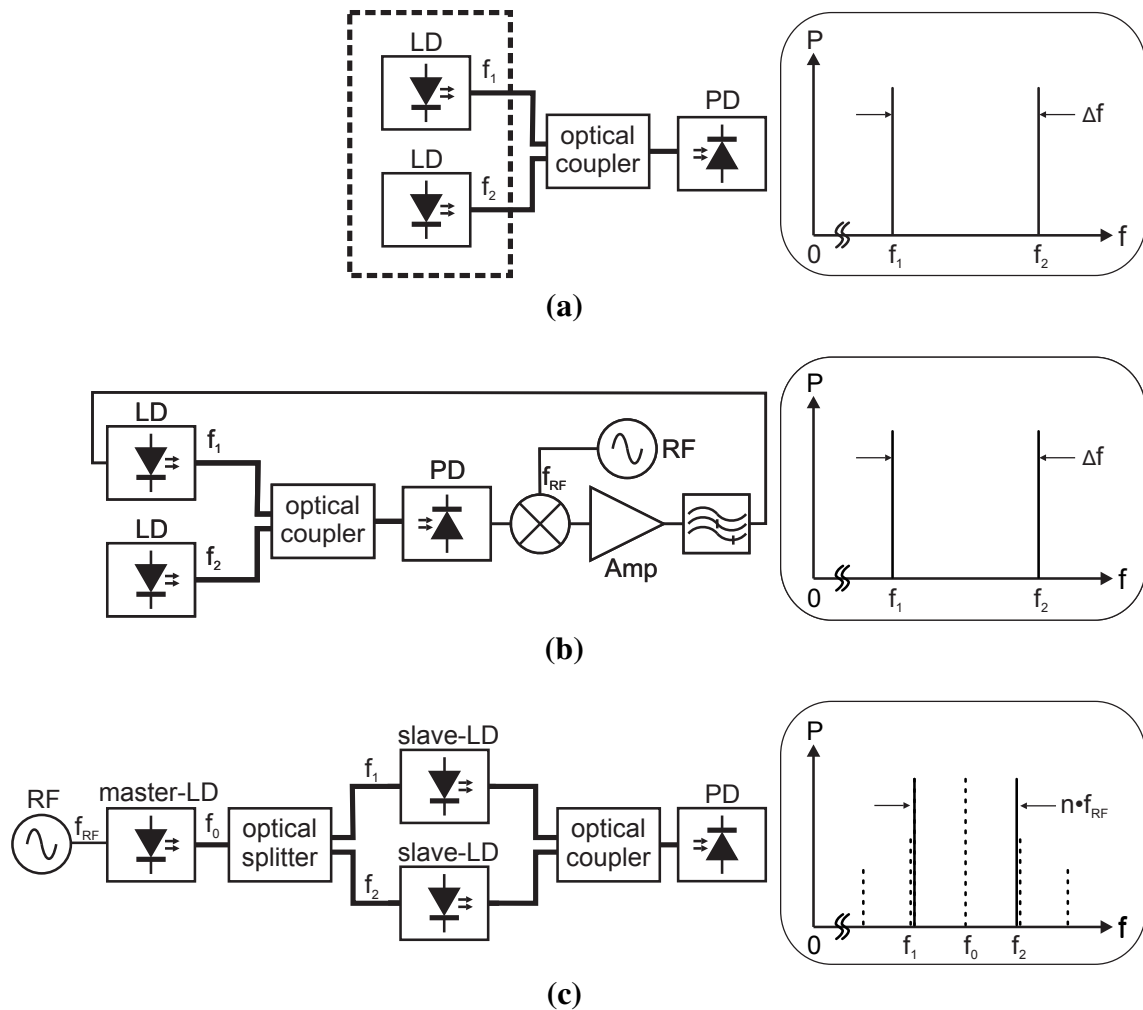 LD
f1
LD
f2
optical
coupler
PD
P
Δf
0
f1
f2
f
(a)
LD
f1
LD
f2
optical
coupler
PD
fRF
RF
Amp
P
Δf
0
f1
f2
f
(b)
RF
fRF
master-LD
f0
optical
splitter
f1
slave-LD
f2
slave-LD
optical
coupler
PD
P
n•fRF
0
f1
f0
f2
f
(c)